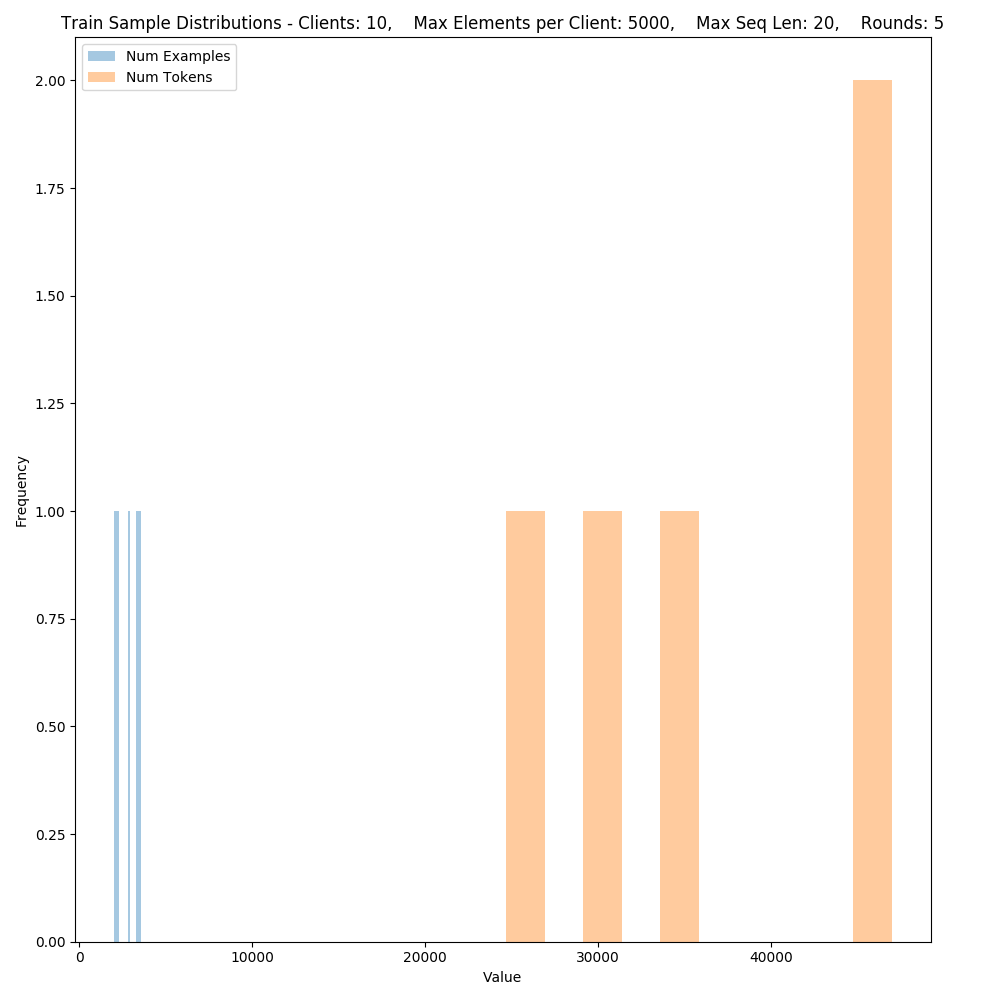 Train Sample Distributions - Clients: 10,    Max Elements per Client: 5000,    Max Seq Len: 20,    Rounds: 5
Num Examples
Num Tokens
2.00
1.75
1.50
1.25
1.00
0.75
0.50
0.25
0.00
Frequency
0 10000 20000 30000 40000
Value